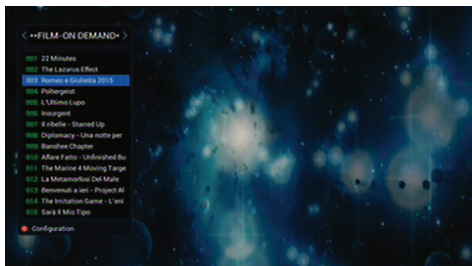 < ••FILM-ON DEMAND• >
001 22 Minutes
002 The Lazarus Effect
003 Romeo e Giulietta 2015
004 Poltergeist
005 L'Ultimo Lupo
006 Insurgent
007 Il ribelle - Starred Up
008 Diplomacy - Una notte per
009 Banshee Chapter
010 Affare Fatto - Unfinished Bu
011 The Marine 4 Moving Targe
012 La Metamorfosi Del Male
013 Benvenuti a ieri - Project Al
014 The Imitation Game - L'eni
015 Sarà Il Mio Tipo
Configuration